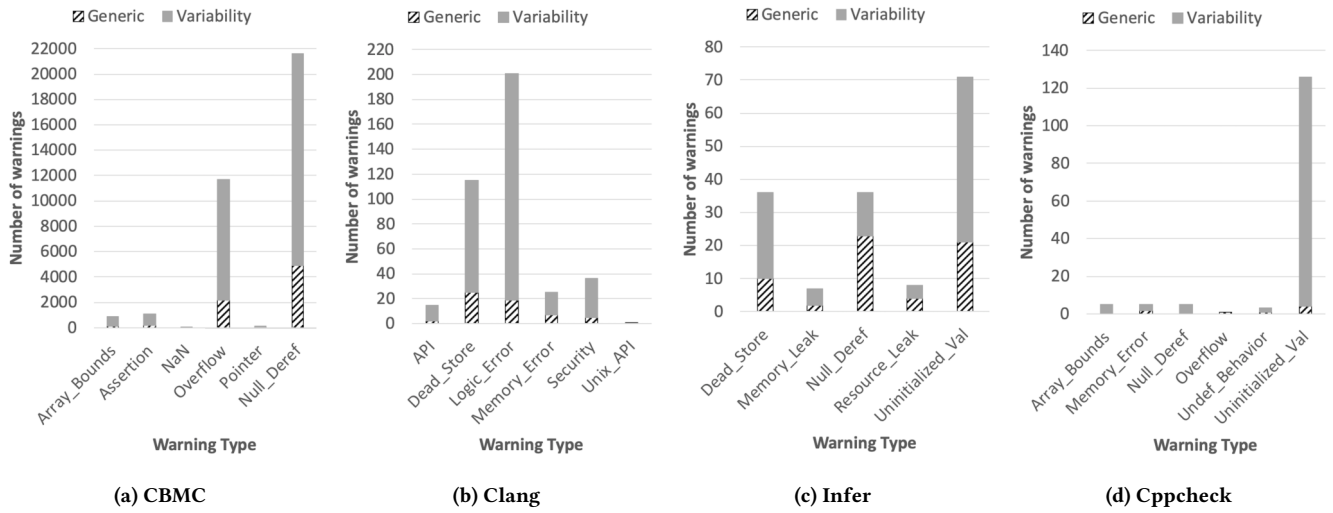 Generic Variability
Number of warnings
22000
20000
18000
16000
14000
12000
10000
8000
6000
4000
2000
0
Array_Bounds
Assertion
NaN
Overflow
Pointer
Null_Deref
Warning Type
(a) CBMC
Generic Variability
Number of warnings
220
200
180
160
140
120
100
80
60
40
20
0
API
Dead_Store
Logic_Error
Memory_Error
Security
Unix_API
Warning Type
(b) Clang
Generic Variability
Number of warnings
80
70
60
50
40
30
20
10
0
Dead_Store
Memory_Leak
Null_Deref
Resource_Leak
Uninitialized_Val
Warning Type
(c) Infer
Generic Variability
Number of warnings
140
120
100
80
60
40
20
0
Array_Bounds
Memory_Error
Null_Deref
Overflow
Undef_Behavior
Uninitialized_Val
Warning Type
(d) Cppcheck